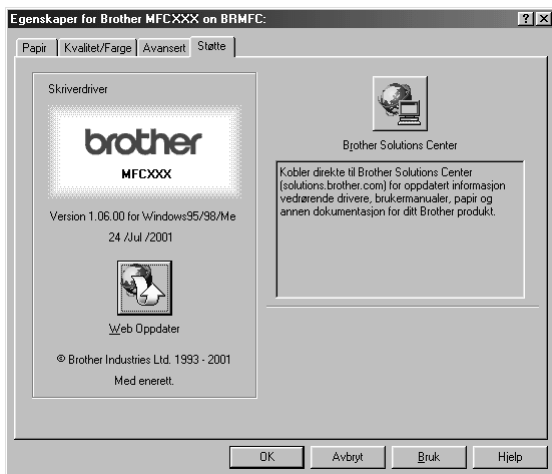 Egenskaper for Brother MFCXXX on BRMFC:
Papir Kvalitet/Farge Avansert Støtte
Skriverdriver
brother
MFCXXX
Version 1.06.00 for Windows95/98/Me
24 /Jul /2001
Web Oppdater
© Brother Industries Ltd. 1993 - 2001
Med enerett.
Brother Solutions Center
Kobler direkte til Brother Solutions Center
(solutions.brother.com) for oppdatert informasjon
vedrørende drivere, brukermanualer, papir og
annen dokumentasjon for ditt Brother produkt.
OK Avbryt Bruk Hjelp